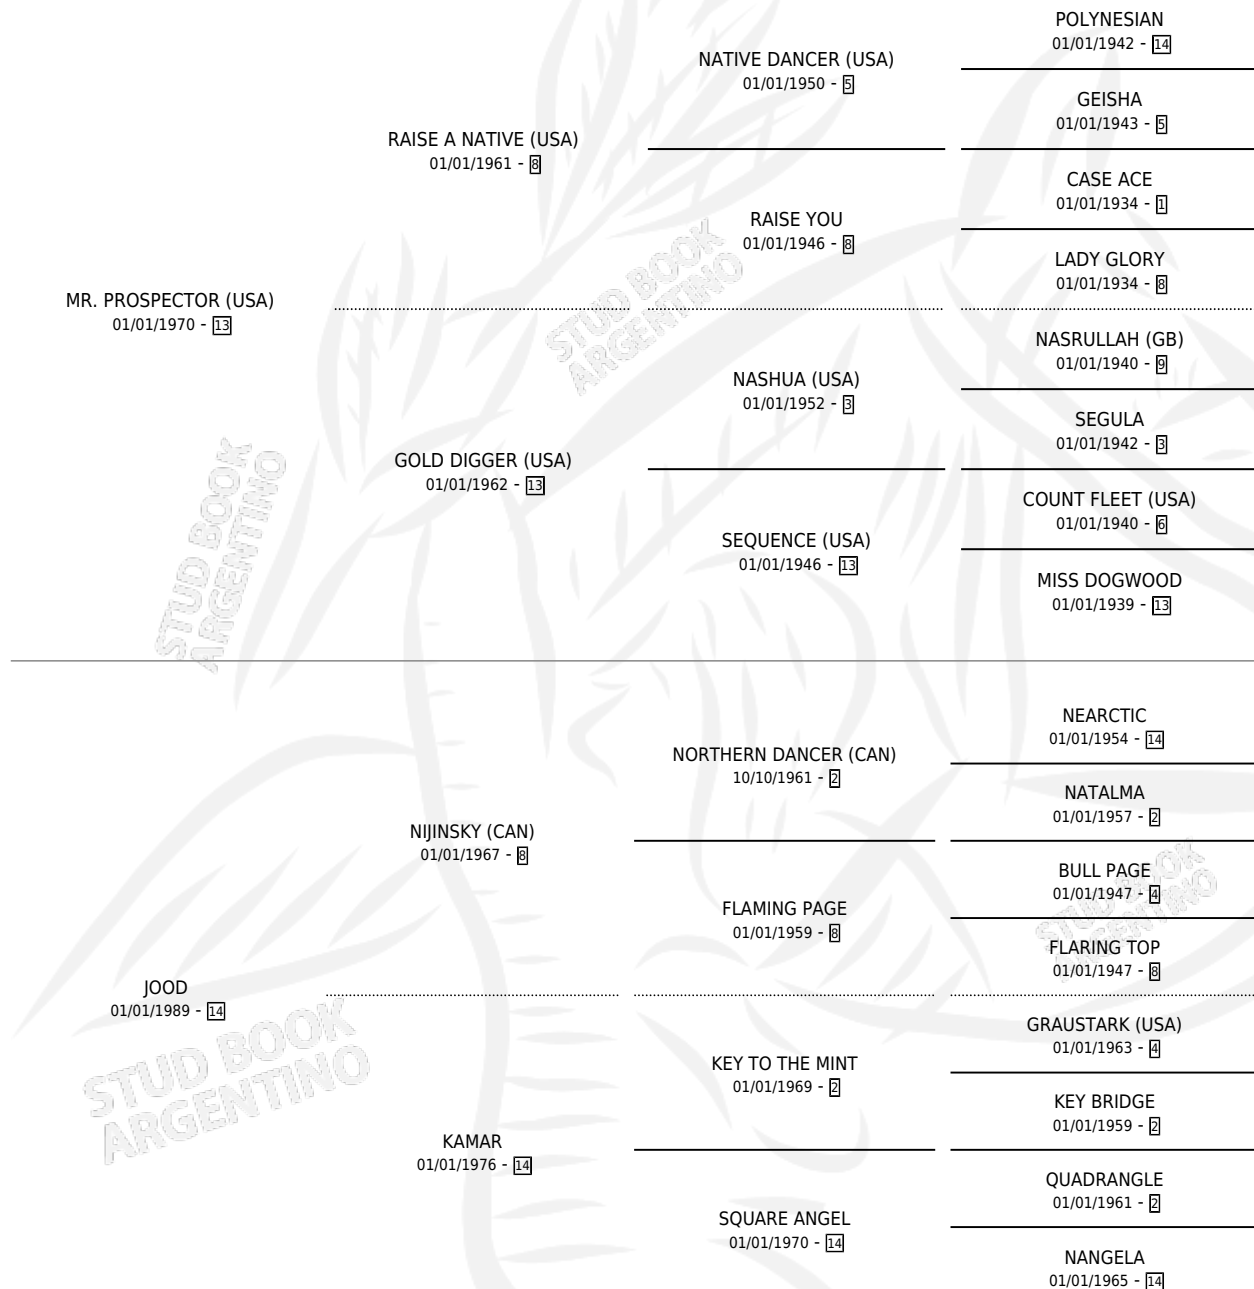 POLYNESIAN
01/01/1942 - 14
NATIVE DANCER (USA)
01/01/1950 - 5
GEISHA
01/01/1943 - 5
RAISE A NATIVE (USA)
01/01/1961 - 8
CASE ACE
01/01/1934 - 1
RAISE YOU
01/01/1946 - 8
LADY GLORY
01/01/1934 - 8
MR. PROSPECTOR (USA)
01/01/1970 - 13
NASRULLAH (GB)
01/01/1940 - 9
NASHUA (USA)
01/01/1952 - 3
SEGULA
01/01/1942 - 3
GOLD DIGGER (USA)
01/01/1962 - 13
COUNT FLEET (USA)
01/01/1940 - 6
SEQUENCE (USA)
01/01/1946 - 13
MISS DOGWOOD
01/01/1939 - 13
NEARCTIC
01/01/1954 - 14
NORTHERN DANCER (CAN)
10/10/1961 - 2
NATALMA
01/01/1957 - 2
NIJINSKY (CAN)
01/01/1967 - 8
BULL PAGE
01/01/1947 - 4
FLAMING PAGE
01/01/1959 - 8
FLARING TOP
01/01/1947 - 8
JOOD
01/01/1989 - 14
GRAUSTARK (USA)
01/01/1963 - 4
KEY TO THE MINT
01/01/1969 - 2
KEY BRIDGE
01/01/1959 - 2
KAMAR
01/01/1976 - 14
QUADRANGLE
01/01/1961 - 2
SQUARE ANGEL
01/01/1970 - 14
NANGELA
01/01/1965 - 14
STUD BOOK
ARGENTINO
STUD BOOK
ARGENTINO
STUD BOOK
ARGENTINO
STUD BOOK
ARGENTINO